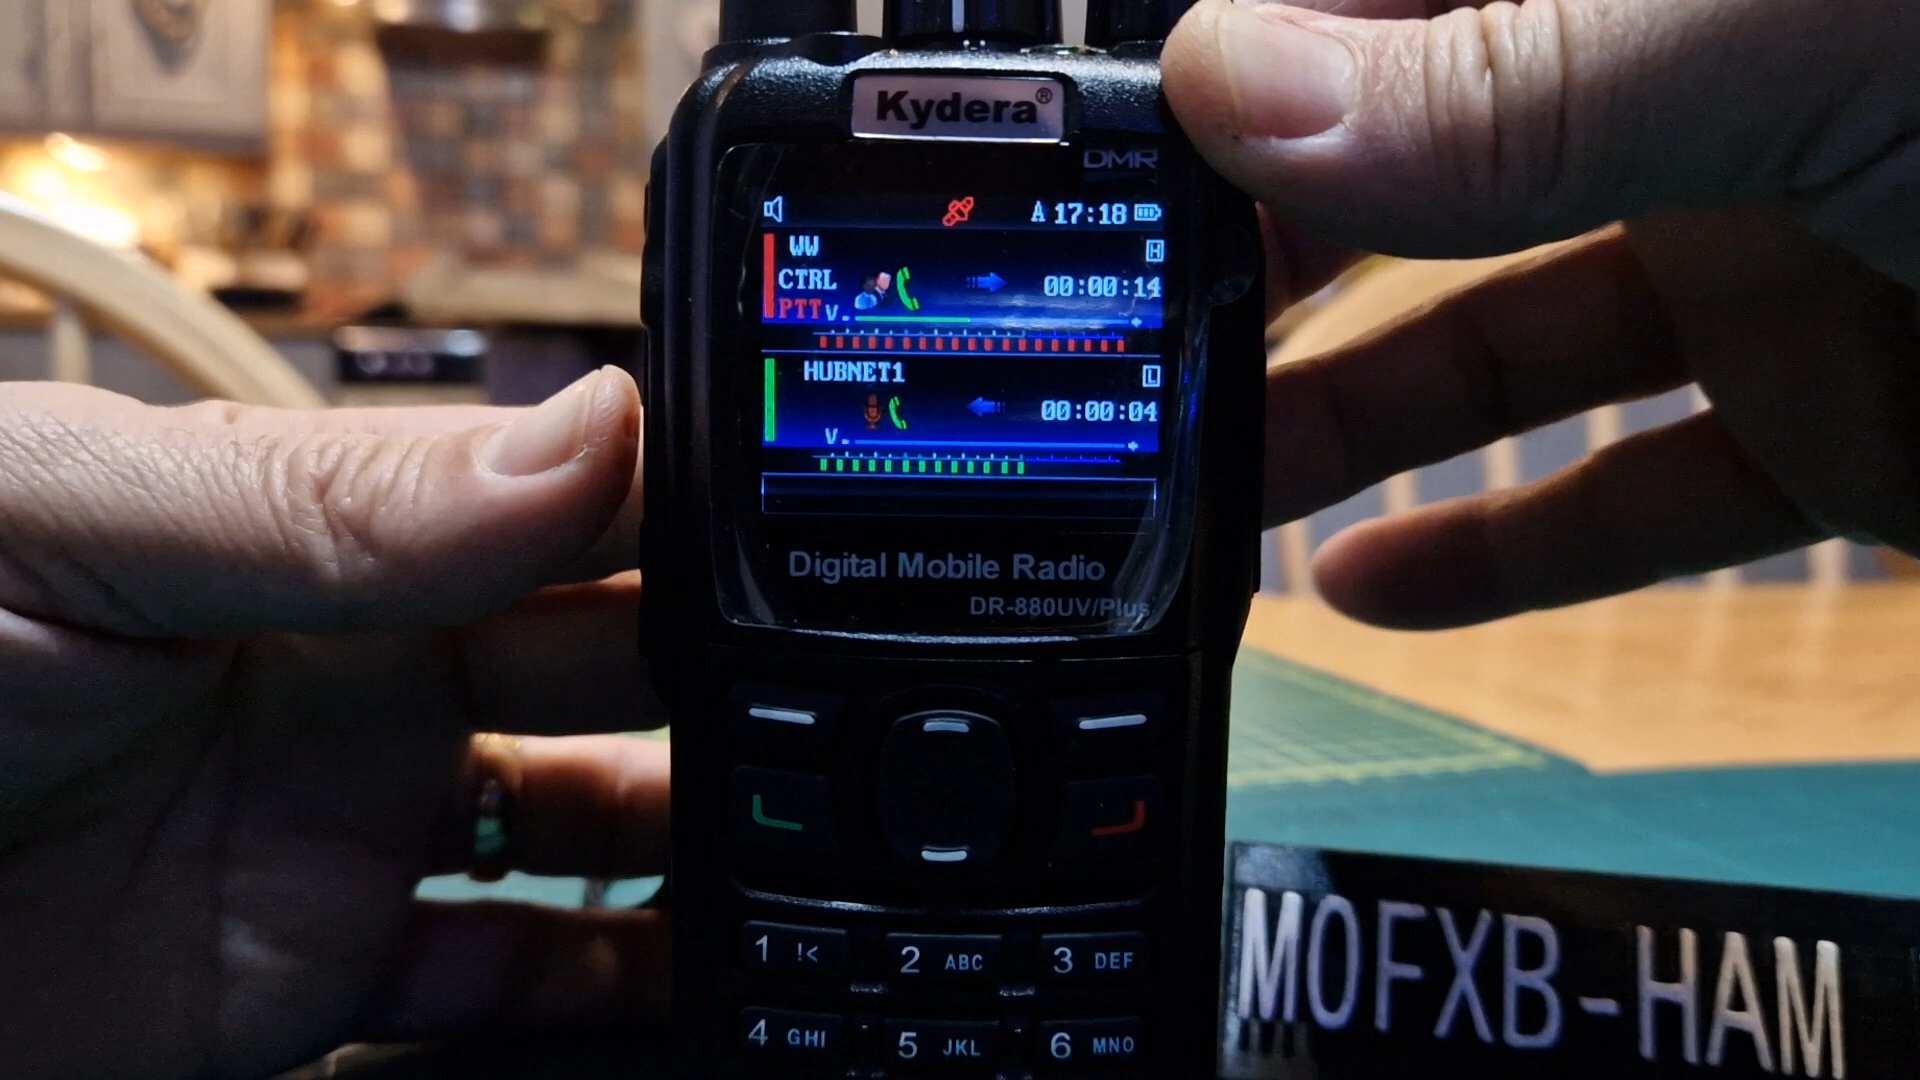 Kydera®
DMR
A 17:18
WW
H
CTRL
00:00:14
PTT V- +
HUBNET1
L
00:00:04
V- +
Digital Mobile Radio
DR-880UV/Plus
1 !<
2 ABC
3 DEF
4 GHI
5 JKL
6 MNO
M0FXB-HAM